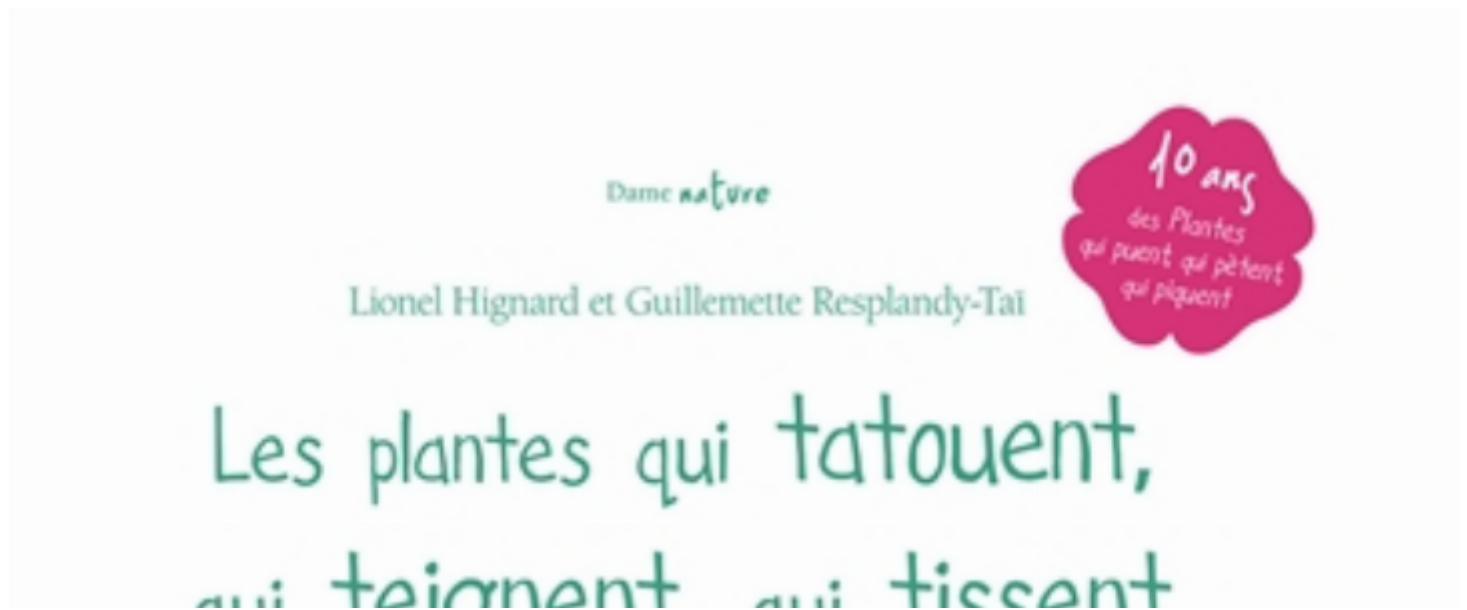 Dame nature
Lionel Hignard et Guillemette Resplandy-Taï
10 ans
des Plantes
qui puent qui pètent
qui piquent
Les plantes qui tatouent,
qui teignent, qui tissent